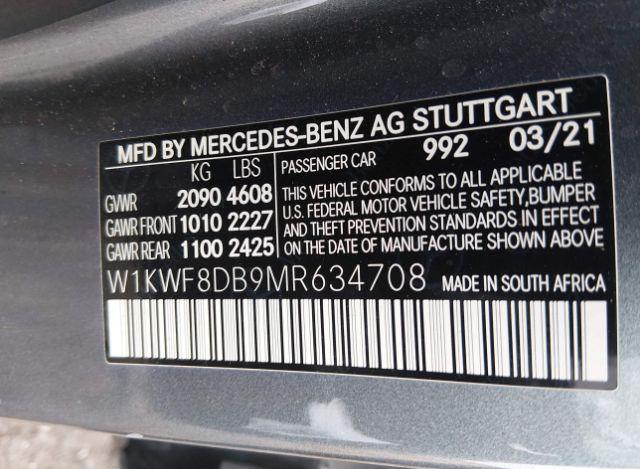 MFD BY MERCEDES-BENZ AG STUTTGART
KG LBS
GVWR 2090 4608
GAWR FRONT 1010 2227
GAWR REAR 1100 2425
PASSENGER CAR 992 03/21
THIS VEHICLE CONFORMS TO ALL APPLICABLE
U.S. FEDERAL MOTOR VEHICLE SAFETY, BUMPER
AND THEFT PREVENTION STANDARDS IN EFFECT
ON THE DATE OF MANUFACTURE SHOWN ABOVE
W1KWF8DB9MR634708 MADE IN SOUTH AFRICA